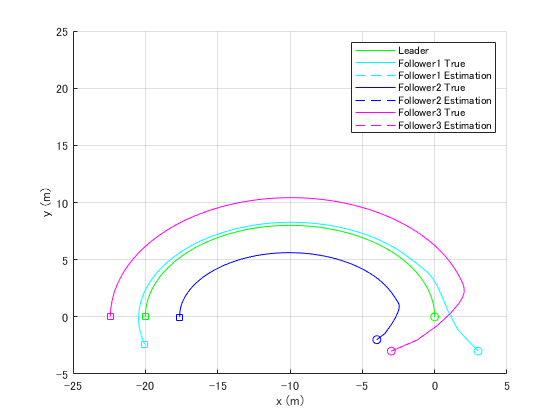 25
20
15
10
5
0
-5
y (m)
-25
-20
-15
-10
-5
0
5
x (m)
Leader
Follower1 True
Follower1 Estimation
Follower2 True
Follower2 Estimation
Follower3 True
Follower3 Estimation